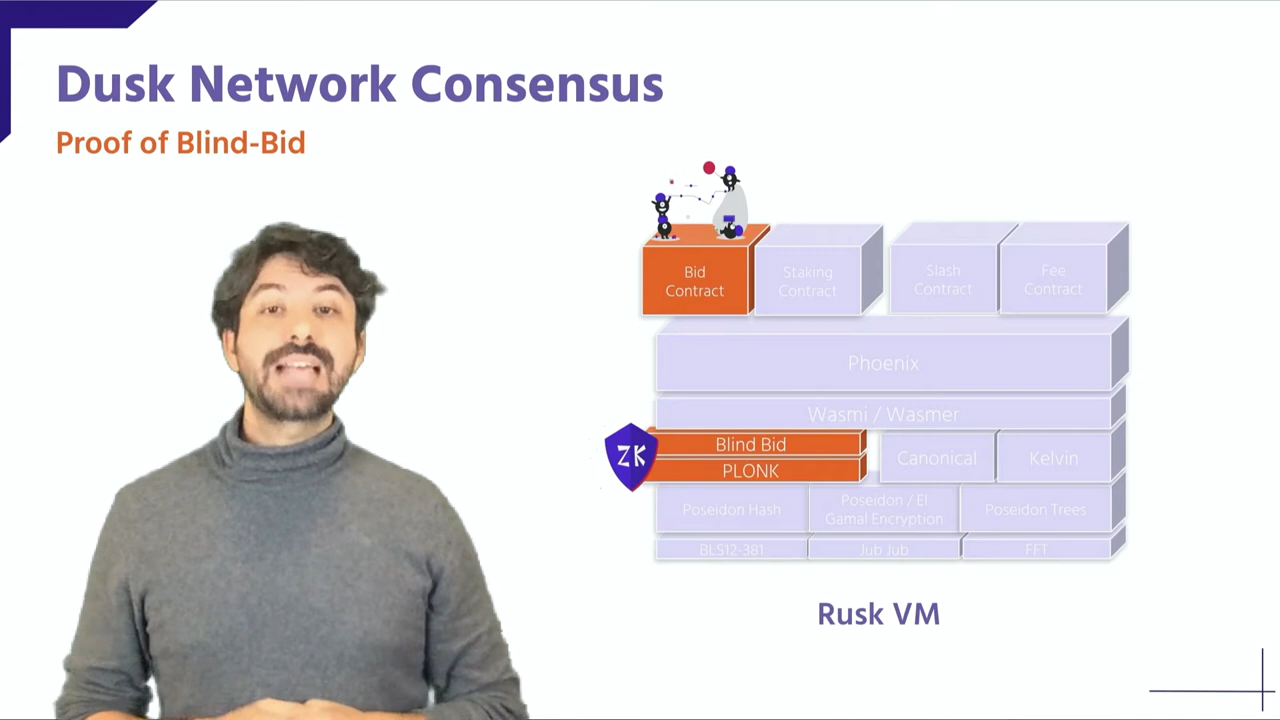 Dusk Network Consensus
Proof of Blind-Bid
Bid
Contract
Staking
Contract
Slash
Contract
Fee
Contract
Phoenix
Wasmi / Wasmer
ZK
Blind Bid
PLONK
Canonical
Kelvin
Poseidon Hash
Poseidon / El
Gamal Encryption
Poseidon Trees
BLS12-381
Jub Jub
FFT
Rusk VM